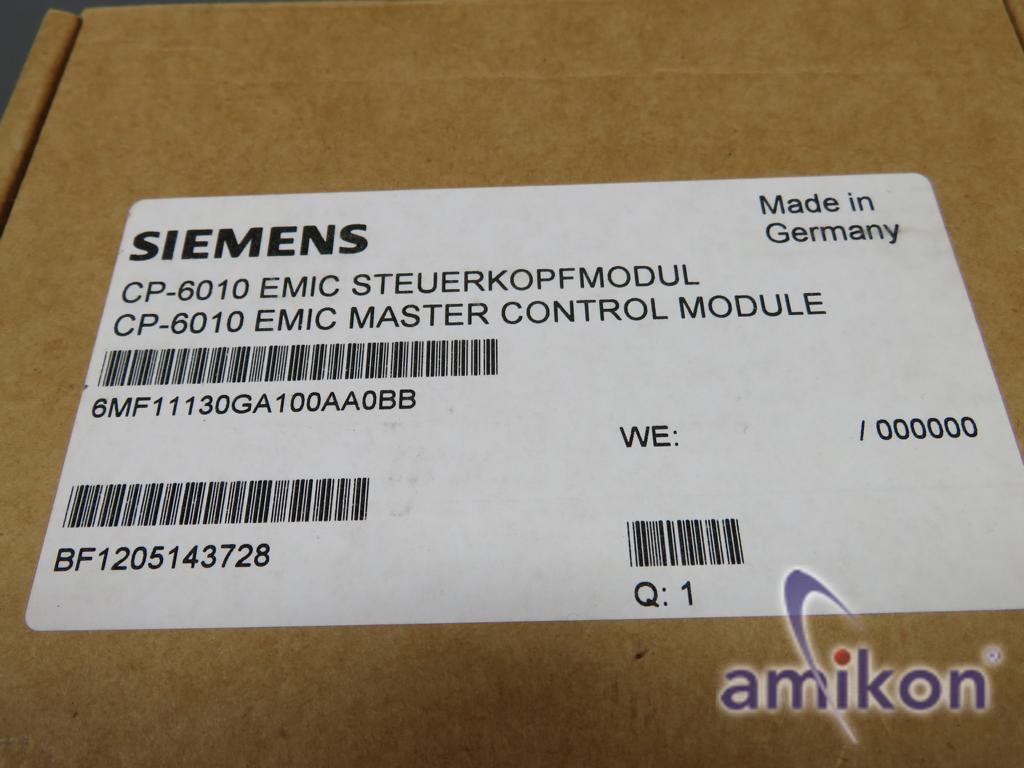 Made in
Germany
SIEMENS
CP-6010 EMIC STEUERKOPFMODUL
CP-6010 EMIC MASTER CONTROL MODULE
6MF11130GA100AA0BB
WE: / 000000
BF1205143728
Q: 1
amikon®